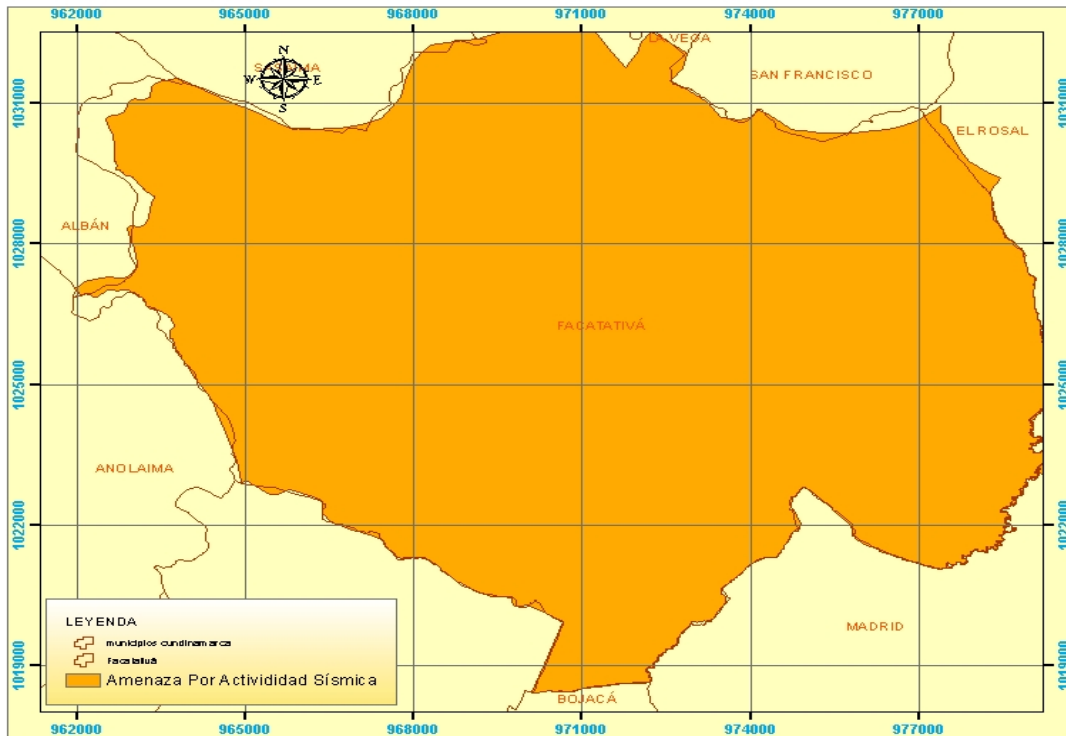 962000 965000 968000 971000 974000 977000
LA VEGA
N
W E
S
SAN FRANCISCO
1031000 1031000
EL ROSAL
ALBÁN
1028000 1028000
FACATATIVÁ
1025000 1025000
ANOLAIMA
1022000 1022000
MADRID
LEYENDA
municipios cundinamarca
Facatativá
Amenaza Por Activididad Sísmica
1019000 1019000
BOJACÁ
962000 965000 968000 971000 974000 977000